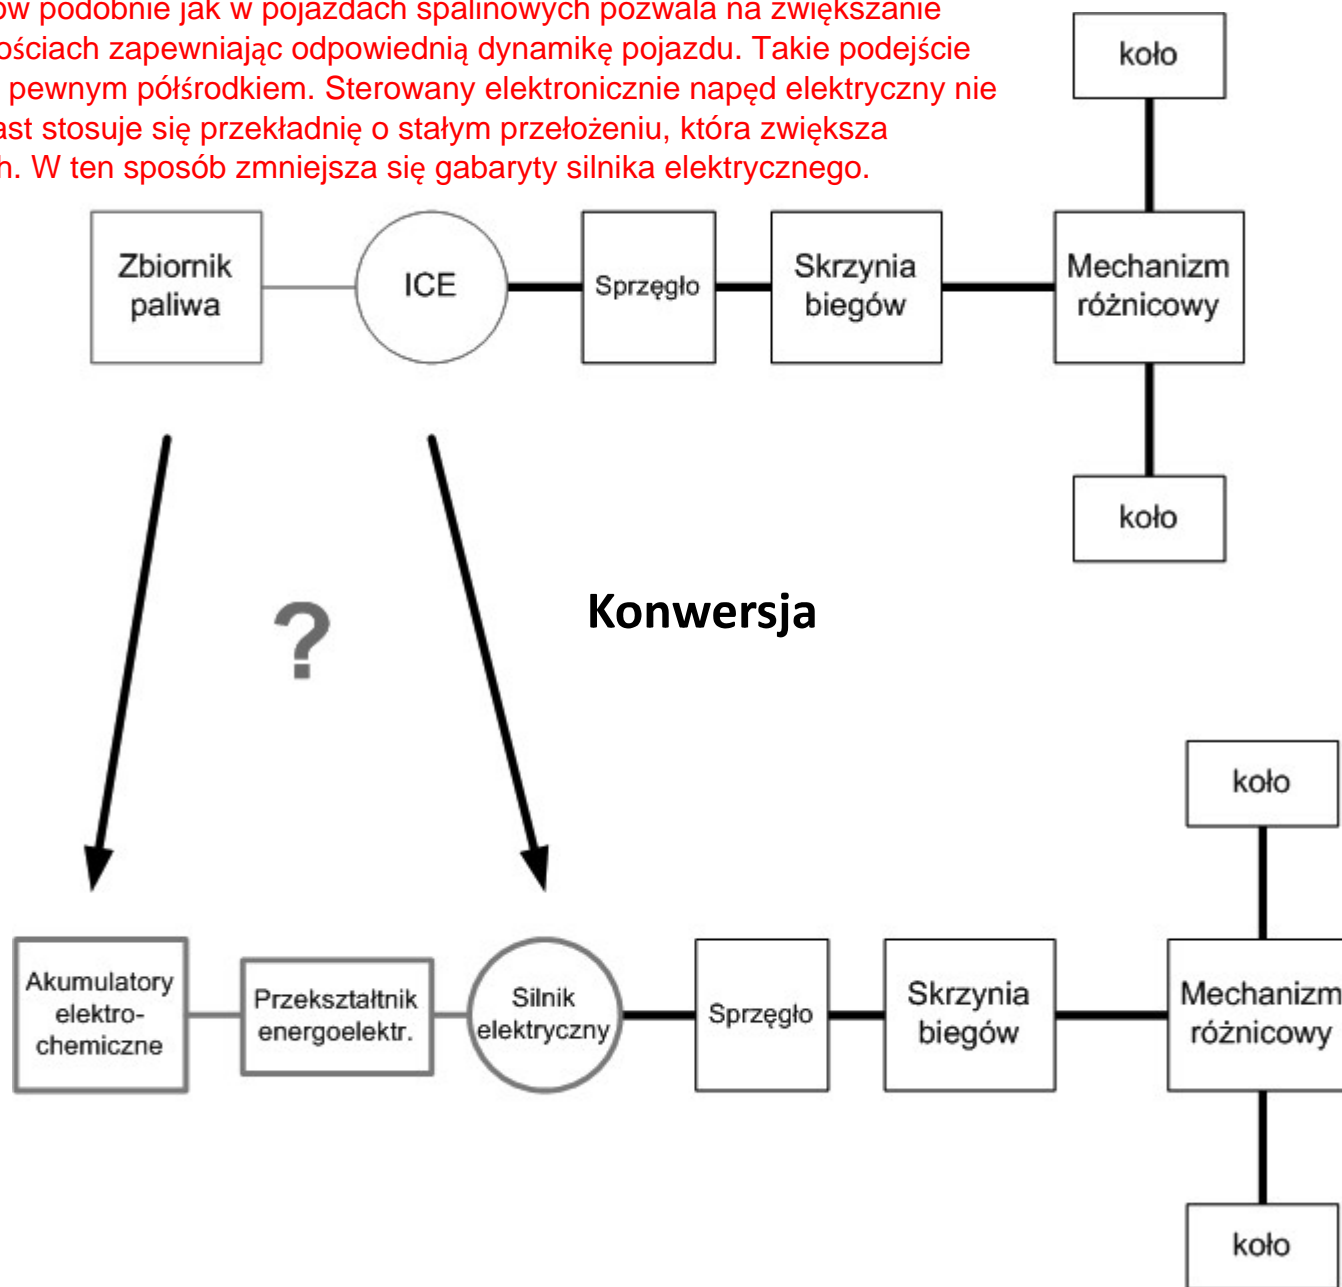 ów podobnie jak w pojazdach spalinowych pozwala na zwiększanie
ościach zapewniając odpowiednią dynamikę pojazdu. Takie podejście
pewnym półśrodkiem. Sterowany elektronicznie napęd elektryczny nie
ast stosuje się przekładnię o stałym przełożeniu, która zwiększa
h. W ten sposób zmniejsza się gabaryty silnika elektrycznego.
koło
Zbiornik
paliwa
ICE
Sprzęgło
Skrzynia
biegów
Mechanizm
różnicowy
koło
?
Konwersja
koło
Akumulatory
elektro-
chemiczne
Przekształtnik
energoelektr.
Silnik
elektryczny
Sprzęgło
Skrzynia
biegów
Mechanizm
różnicowy
koło